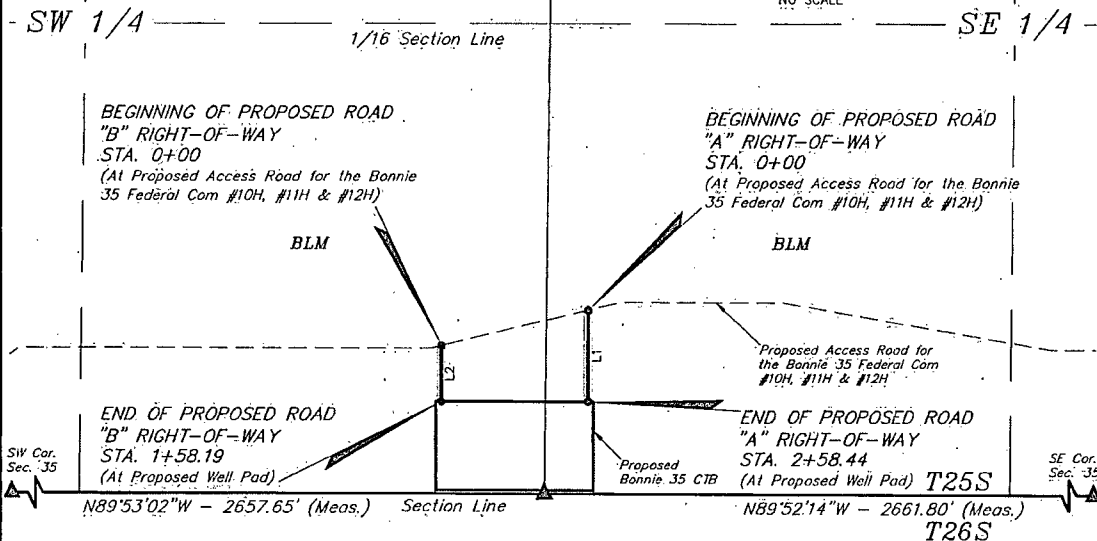 NO SCALE
SW 1/4
1/16 Section Line
SE 1/4
BEGINNING OF PROPOSED ROAD
"B" RIGHT-OF-WAY
STA. 0+00
(At Proposed Access Road for the Bonnie
35 Federal Com #10H, #11H & #12H)
BEGINNING OF PROPOSED ROAD
"A" RIGHT-OF-WAY
STA. 0+00
(At Proposed Access Road for the Bonnie
35 Federal Com #10H, #11H & #12H)
BLM
BLM
L2
L1
Proposed Access Road for
the Bonnie 35 Federal Com
#10H, #11H & #12H
END OF PROPOSED ROAD
"B" RIGHT-OF-WAY
STA. 1+58.19
(At Proposed Well Pad)
END OF PROPOSED ROAD
"A" RIGHT-OF-WAY
STA. 2+58.44
(At Proposed Well Pad)
Proposed
Bonnie 35 CTB
SW Cor.
Sec. 35
SE Cor.
Sec. 35
T25S
N89°53'02"W - 2657.65' (Meas.)
Section Line
N89°52'14"W - 2661.80' (Meas.)
T26S